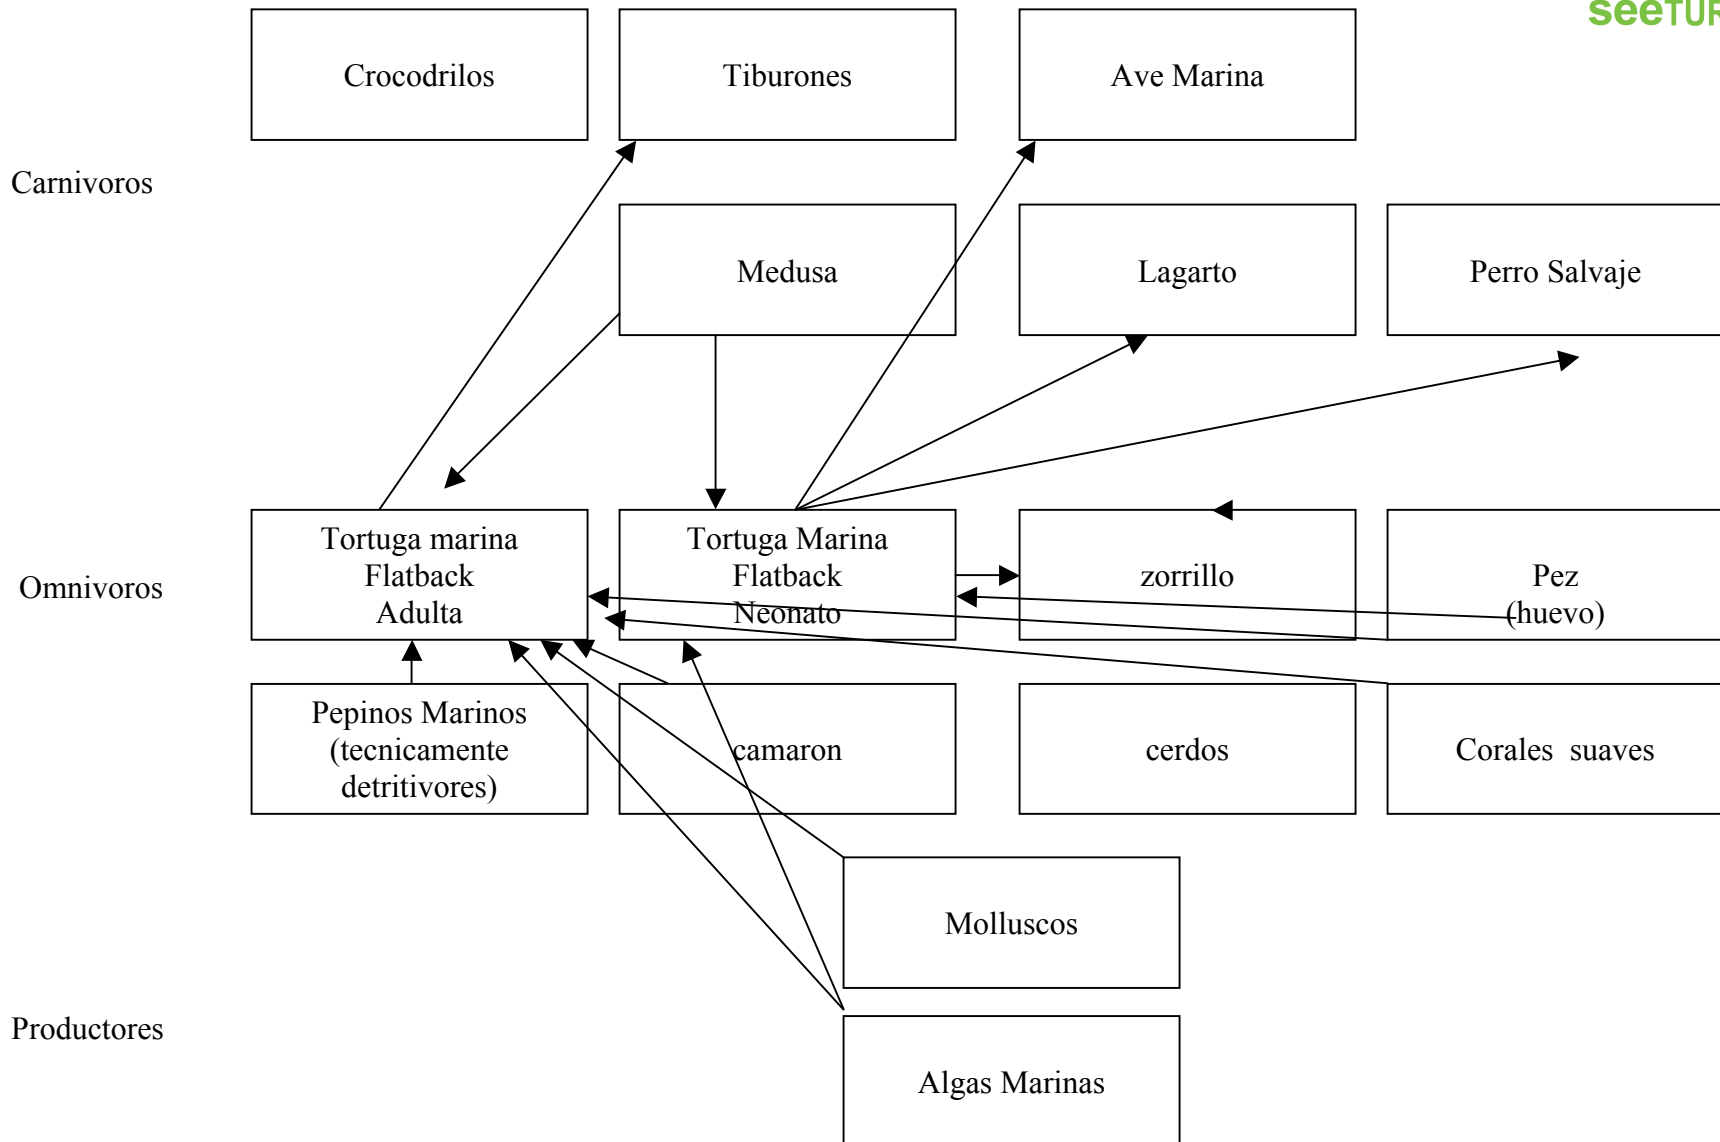 seeTUR
Crocodrilos
Tiburones
Ave Marina
Carnivoros
Medusa
Lagarto
Perro Salvaje
Tortuga marina
Flatback
Adulta
Tortuga Marina
Flatback
Neonato
zorrillo
Pez
(huevo)
Omnivoros
Pepinos Marinos
(tecnicamente
detritivores)
camaron
cerdos
Corales suaves
Molluscos
Productores
Algas Marinas